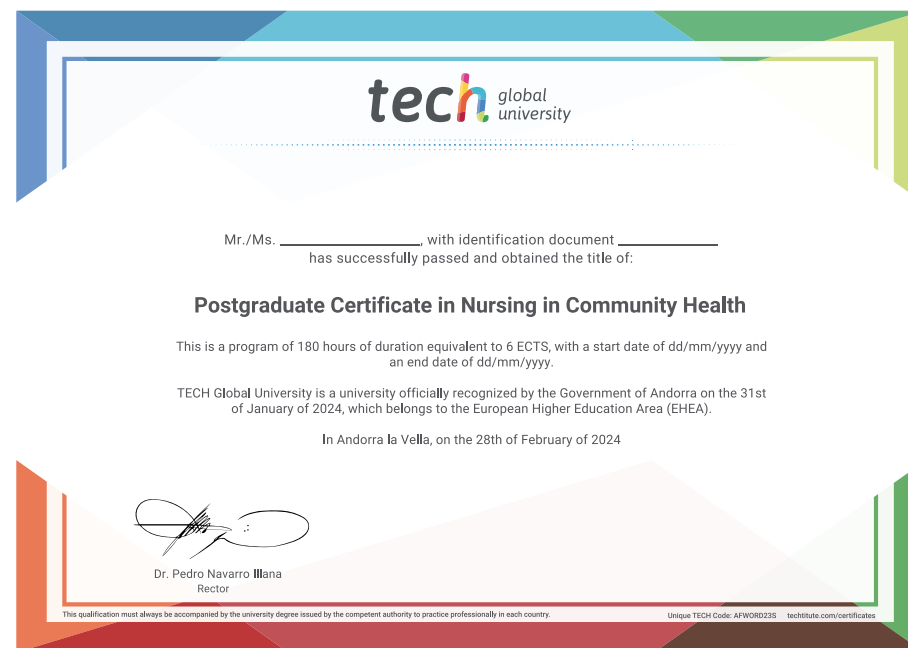 tech global university
Mr./Ms. ____________, with identification document ____________
has successfully passed and obtained the title of:
Postgraduate Certificate in Nursing in Community Health
This is a program of 180 hours of duration equivalent to 6 ECTS, with a start date of dd/mm/yyyy and
an end date of dd/mm/yyyy.
TECH Global University is a university officially recognized by the Government of Andorra on the 31st
of January of 2024, which belongs to the European Higher Education Area (EHEA).
In Andorra la Vella, on the 28th of February of 2024
Dr. Pedro Navarro Illana
Rector
This qualification must always be accompanied by the university degree issued by the competent authority to practice professionally in each country.
Unique TECH Code: AFWORD23S techtitute.com/certificates